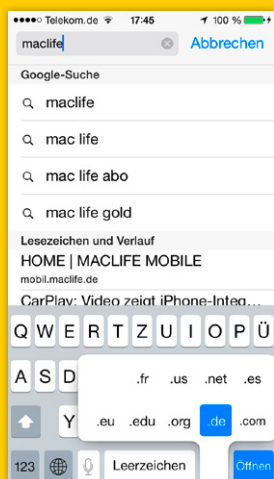 Telekom.de 17:45 100 %
maclife Abbrechen
Google-Suche
maclife
mac life
mac life abo
mac life gold
Lesezeichen und Verlauf
HOME | MACLIFE MOBILE
mobil.maclife.de
CarPlay: Video zeigt iPhone-Integ…
Q W E R T Z U I O P Ü
A S D .fr .us .net .es
Y .eu .edu .org .de .com
123 Leerzeichen Öffnen